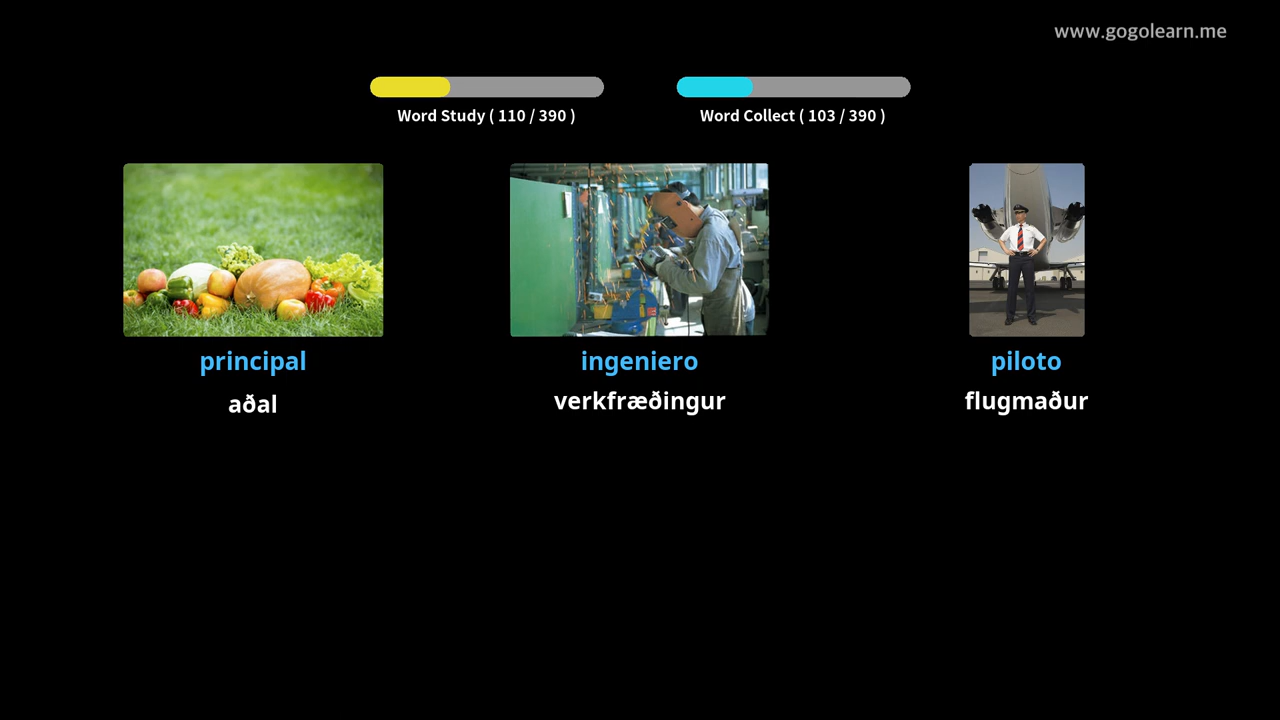 www.gogolearn.me
Word Study ( 110 / 390 )
Word Collect ( 103 / 390 )
principal
ingeniero
piloto
aðal
verkfræðingur
flugmaður